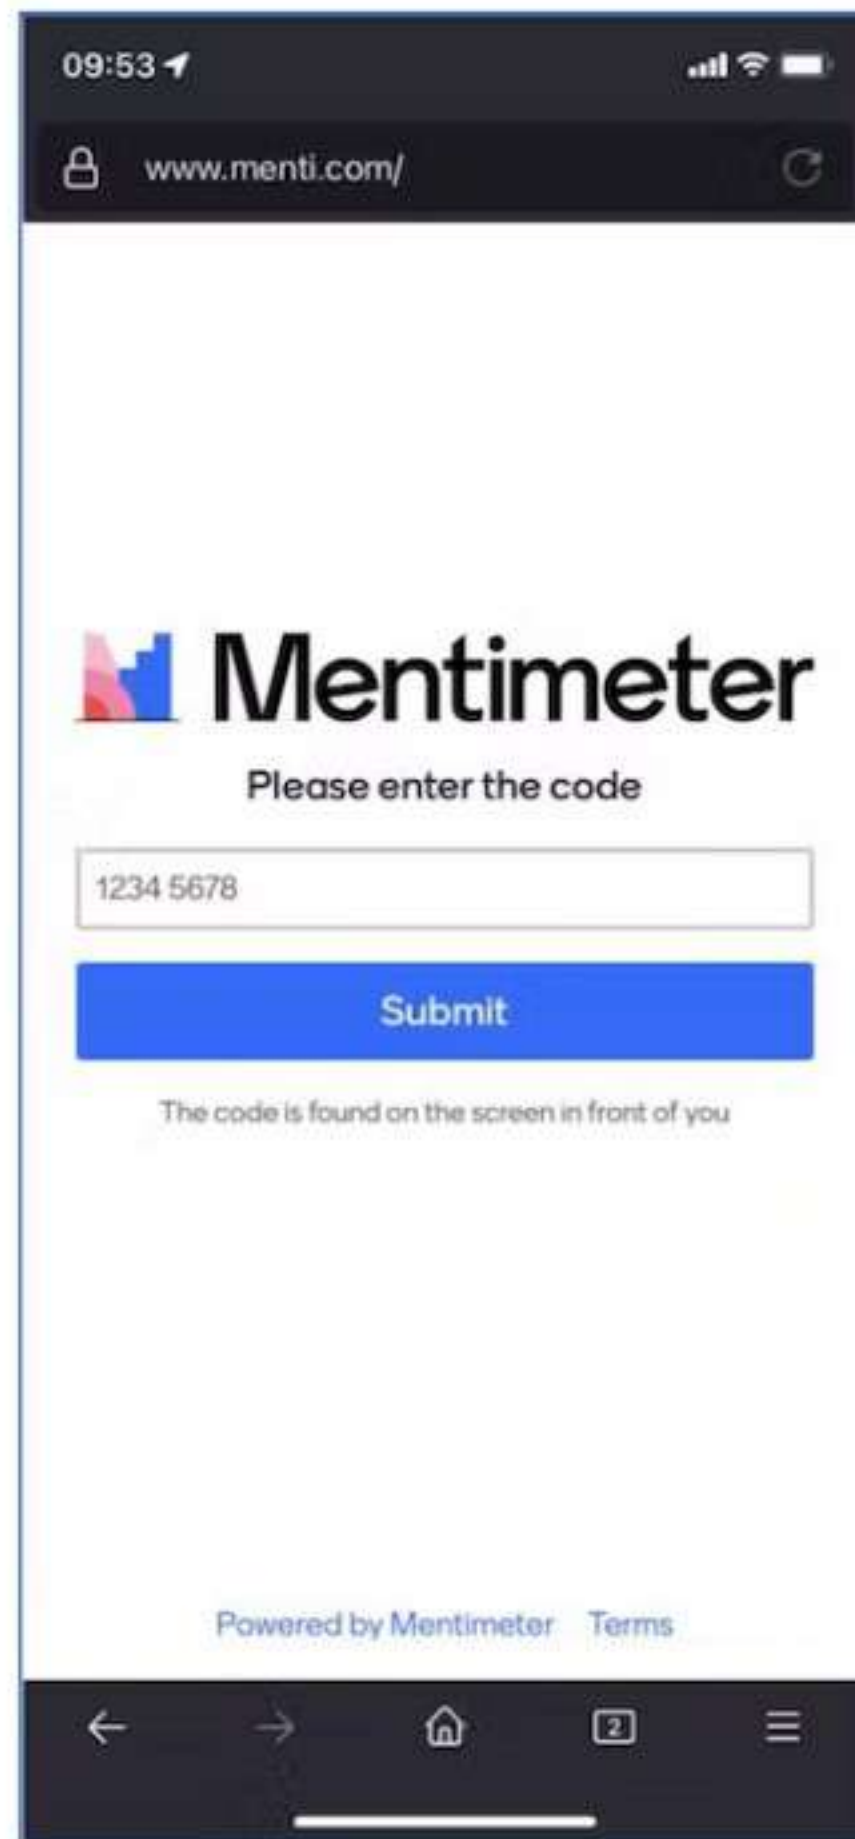 09:53
www.menti.com/
Mentimeter
Please enter the code
1234 5678
Submit
The code is found on the screen in front of you
Powered by Mentimeter Terms
2